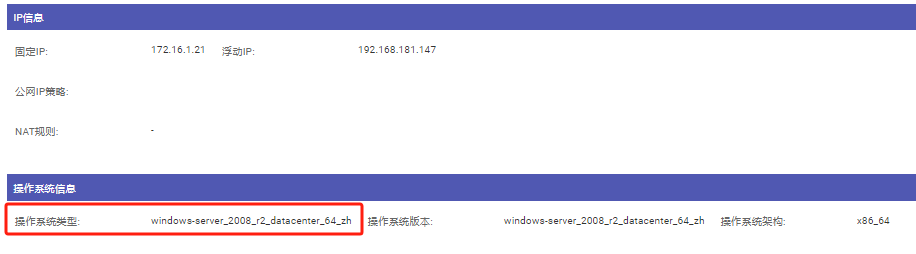 IP信息
固定IP: 172.16.1.21 浮动IP: 192.168.181.147
公网IP策略:
NAT规则: -
操作系统信息
操作系统类型: windows-server_2008_r2_datacenter_64_zh 操作系统版本: windows-server_2008_r2_datacenter_64_zh 操作系统架构: x86_64